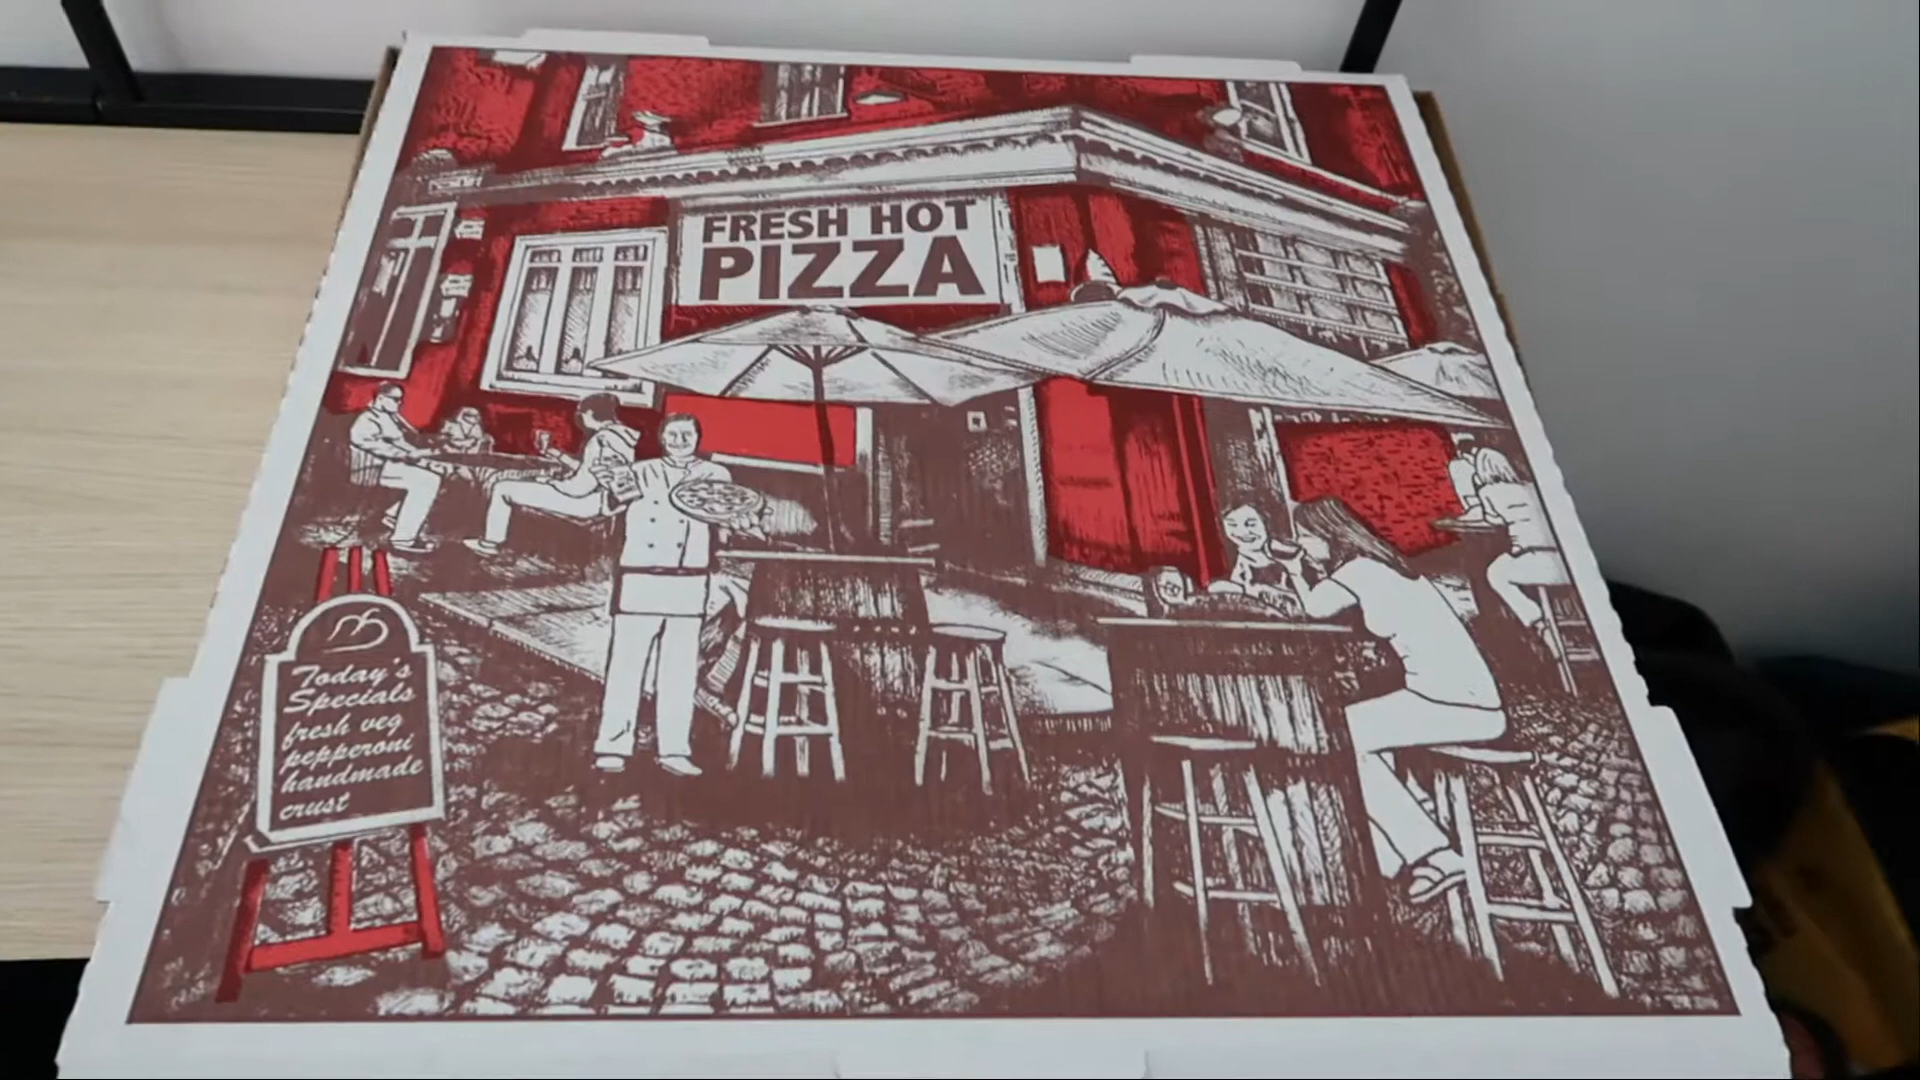 FRESH HOT
PIZZA
Today's
Specials
fresh veg
pepperoni
handmade
crust